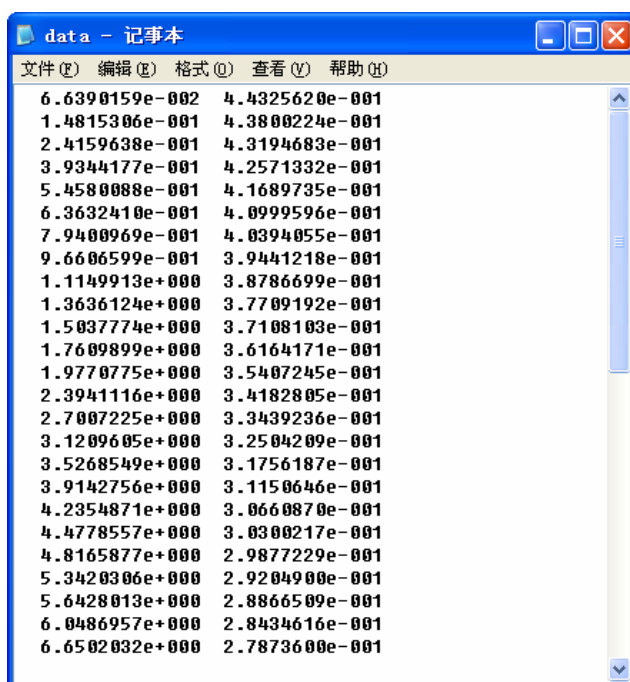 data - 记事本
文件(F) 编辑(E) 格式(O) 查看(V) 帮助(H)
6.6390159e-002 4.4325620e-001
1.4815306e-001 4.3800224e-001
2.4159638e-001 4.3194683e-001
3.9344177e-001 4.2571332e-001
5.4580088e-001 4.1689735e-001
6.3632410e-001 4.0999596e-001
7.9400969e-001 4.0394055e-001
9.6606599e-001 3.9441218e-001
1.1149913e+000 3.8786699e-001
1.3636124e+000 3.7709192e-001
1.5037774e+000 3.7108103e-001
1.7609899e+000 3.6164171e-001
1.9770775e+000 3.5407245e-001
2.3941116e+000 3.4182805e-001
2.7007225e+000 3.3439236e-001
3.1209605e+000 3.2504209e-001
3.5268549e+000 3.1756187e-001
3.9142756e+000 3.1150646e-001
4.2354871e+000 3.0660870e-001
4.4778557e+000 3.0300217e-001
4.8165877e+000 2.9877229e-001
5.3420306e+000 2.9204900e-001
5.6428013e+000 2.8866509e-001
6.0486957e+000 2.8434616e-001
6.6502032e+000 2.7873600e-001